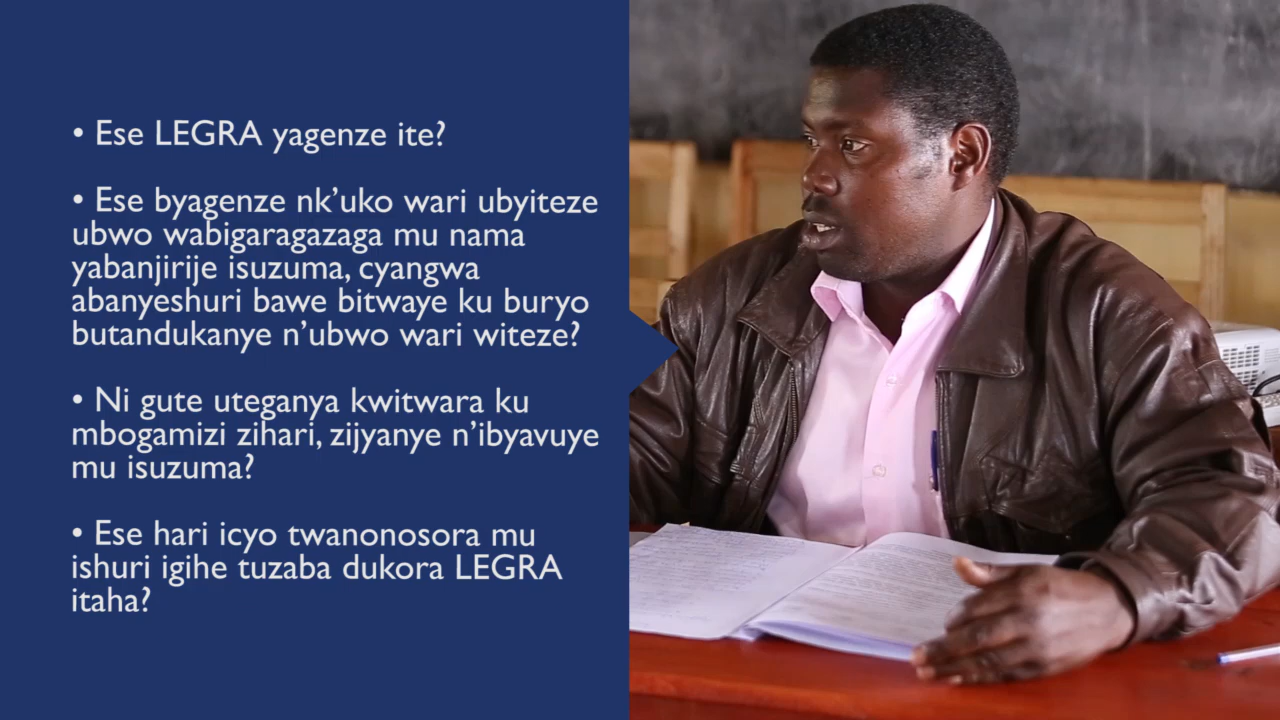 • Ese LEGRA yagenze ite?
• Ese byagenze nk’uko wari ubyiteze
ubwo wabigaragazaga mu nama
yabanjirije isuzuma, cyangwa
abanyeshuri bawe bitwaye ku buryo
butandukanye n’ubwo wari witeze?
• Ni gute uteganya kwitwara ku
mbogamizi zihari, zijyanye n’ibyavuye
mu isuzuma?
• Ese hari icyo twanonosora mu
ishuri igihe tuzaba dukora LEGRA
itaha?